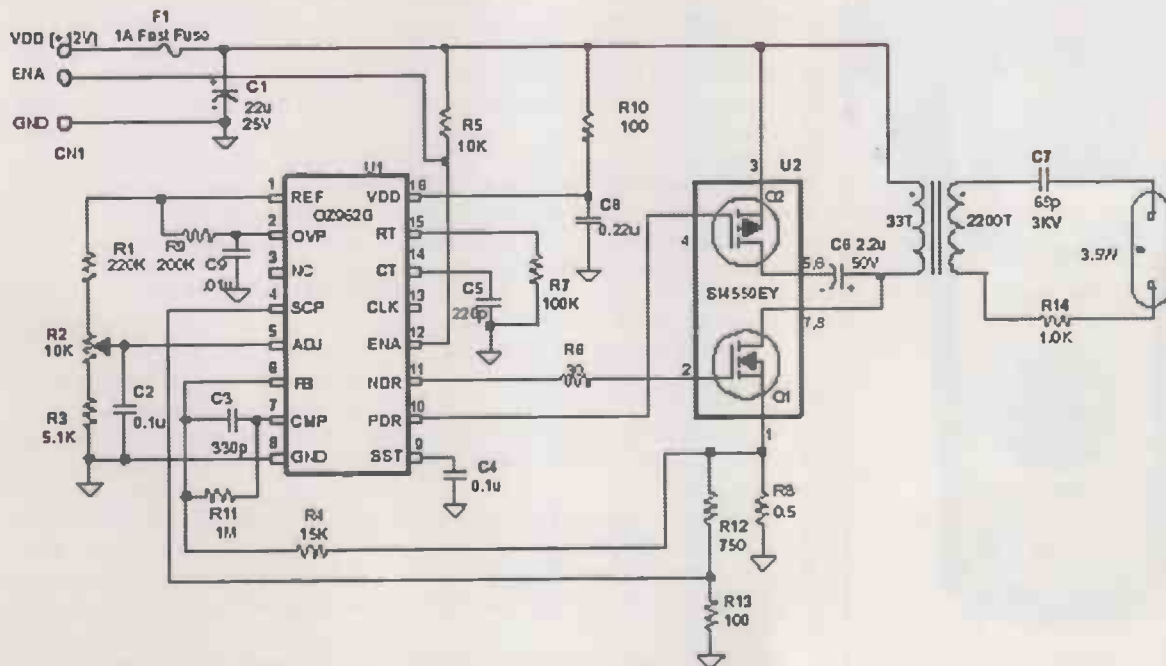 F1
1A Fast Fuse
VDD [+12V]
ENA
GND
CN1
C1
22u
25V
R5
10K
R10
100
U1
OZ962G
1 REF
2 OVP
3 NC
4 SCP
5 ADJ
6 FB
7 CMP
8 GND
VDD 16
RT 15
CT 14
CLK 13
ENA 12
NDR 11
PDR 10
SST 9
R1
220K
R9
200K
C9
.01u
R2
10K
C2
0.1u
R3
5.1K
C3
330p
R11
1M
R4
15K
C8
0.22u
C5
220p
R7
100K
R6
30
C4
0.1u
U2
3
Q2
4
SI4550EY
5,6
7,8
2
Q1
1
C6 2.2u
50V
33T
2200T
C7
68p
3KV
3.5W
R14
1.0K
R12
750
R8
0.5
R13
100